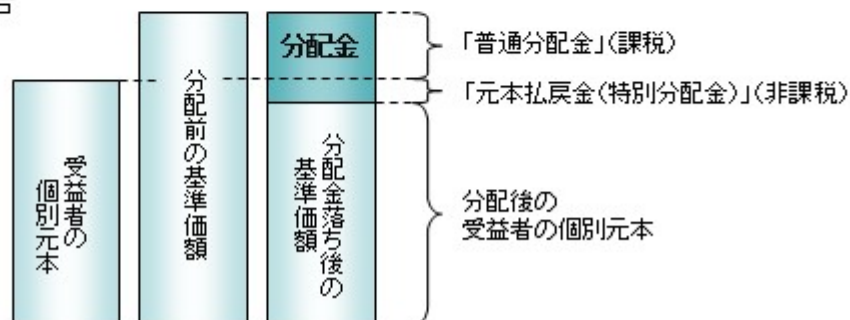 分配金
「普通分配金」(課税)
「元本払戻金(特別分配金)」(非課税)
受益者の
個別元本
分配前の基準価額
分配金落ち後の
基準価額
分配後の
受益者の個別元本